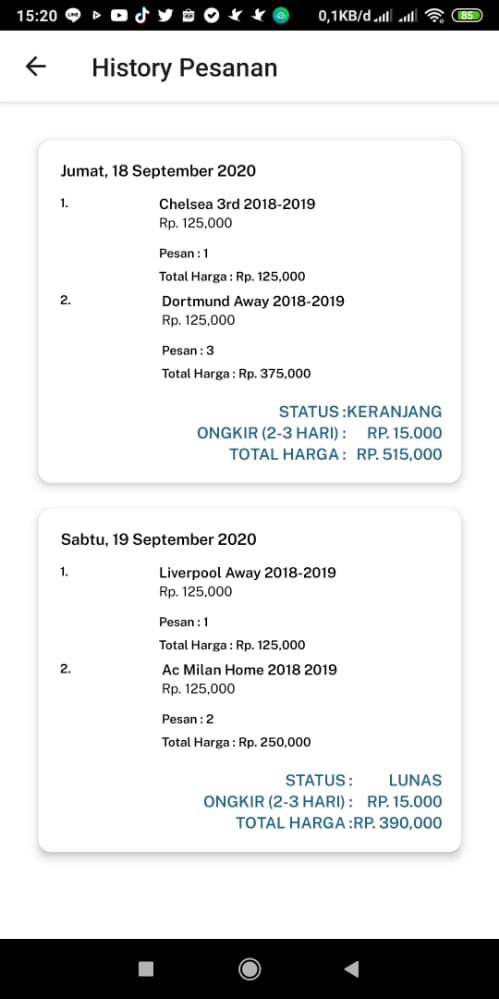 15:20 0,1KB/d 85
History Pesanan
Jumat, 18 September 2020
1. Chelsea 3rd 2018-2019
Rp. 125,000
Pesan : 1
Total Harga : Rp. 125,000
2. Dortmund Away 2018-2019
Rp. 125,000
Pesan : 3
Total Harga : Rp. 375,000
STATUS :KERANJANG
ONGKIR (2-3 HARI) : RP. 15.000
TOTAL HARGA : RP. 515,000
Sabtu, 19 September 2020
1. Liverpool Away 2018-2019
Rp. 125,000
Pesan : 1
Total Harga : Rp. 125,000
2. Ac Milan Home 2018 2019
Rp. 125,000
Pesan : 2
Total Harga : Rp. 250,000
STATUS : LUNAS
ONGKIR (2-3 HARI) : RP. 15.000
TOTAL HARGA :RP. 390,000